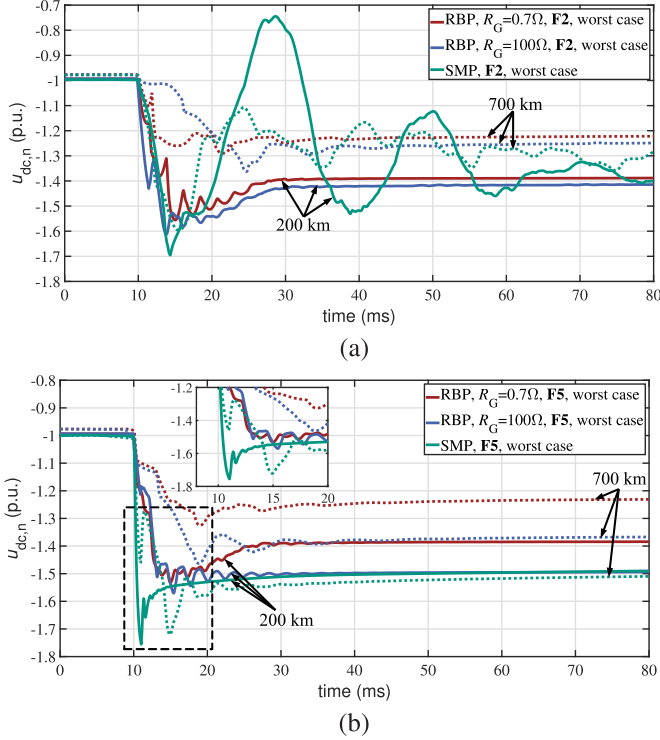 -0.7
-0.8
-0.9
-1
-1.1
-1.2
-1.3
-1.4
-1.5
-1.6
-1.7
-1.8
u_dc,n (p.u.)
RBP, R_G=0.7Ω, F2, worst case
RBP, R_G=100Ω, F2, worst case
SMP, F2, worst case
700 km
200 km
0 10 20 30 40 50 60 70 80
time (ms)
(a)
-0.8
-0.9
-1
-1.1
-1.2
-1.3
-1.4
-1.5
-1.6
-1.7
-1.8
u_dc,n (p.u.)
-1.2
-1.4
-1.6
-1.8
10 15 20
RBP, R_G=0.7Ω, F5, worst case
RBP, R_G=100Ω, F5, worst case
SMP, F5, worst case
700 km
200 km
0 10 20 30 40 50 60 70 80
time (ms)
(b)